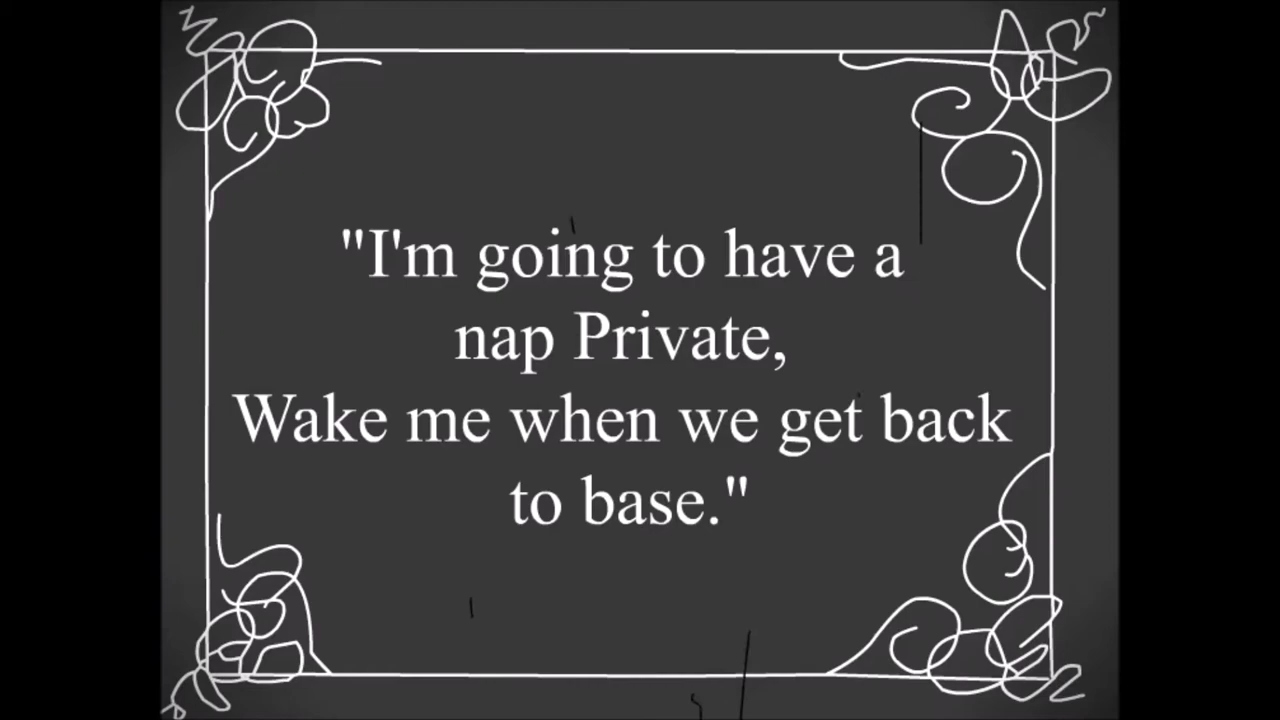 "I'm going to have a
nap Private,
Wake me when we get back
to base."